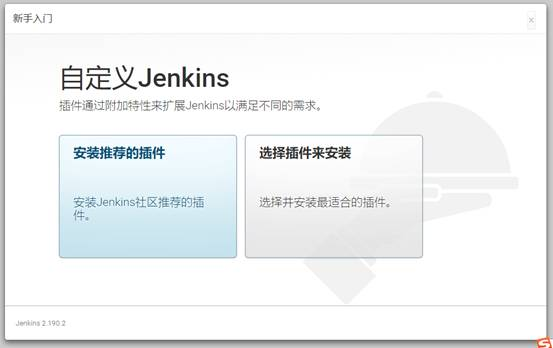 新手入门
×
自定义Jenkins
插件通过附加特性来扩展Jenkins以满足不同的需求。
安装推荐的插件
安装Jenkins社区推荐的插
件。
选择插件来安装
选择并安装最适合的插件。
Jenkins 2.190.2